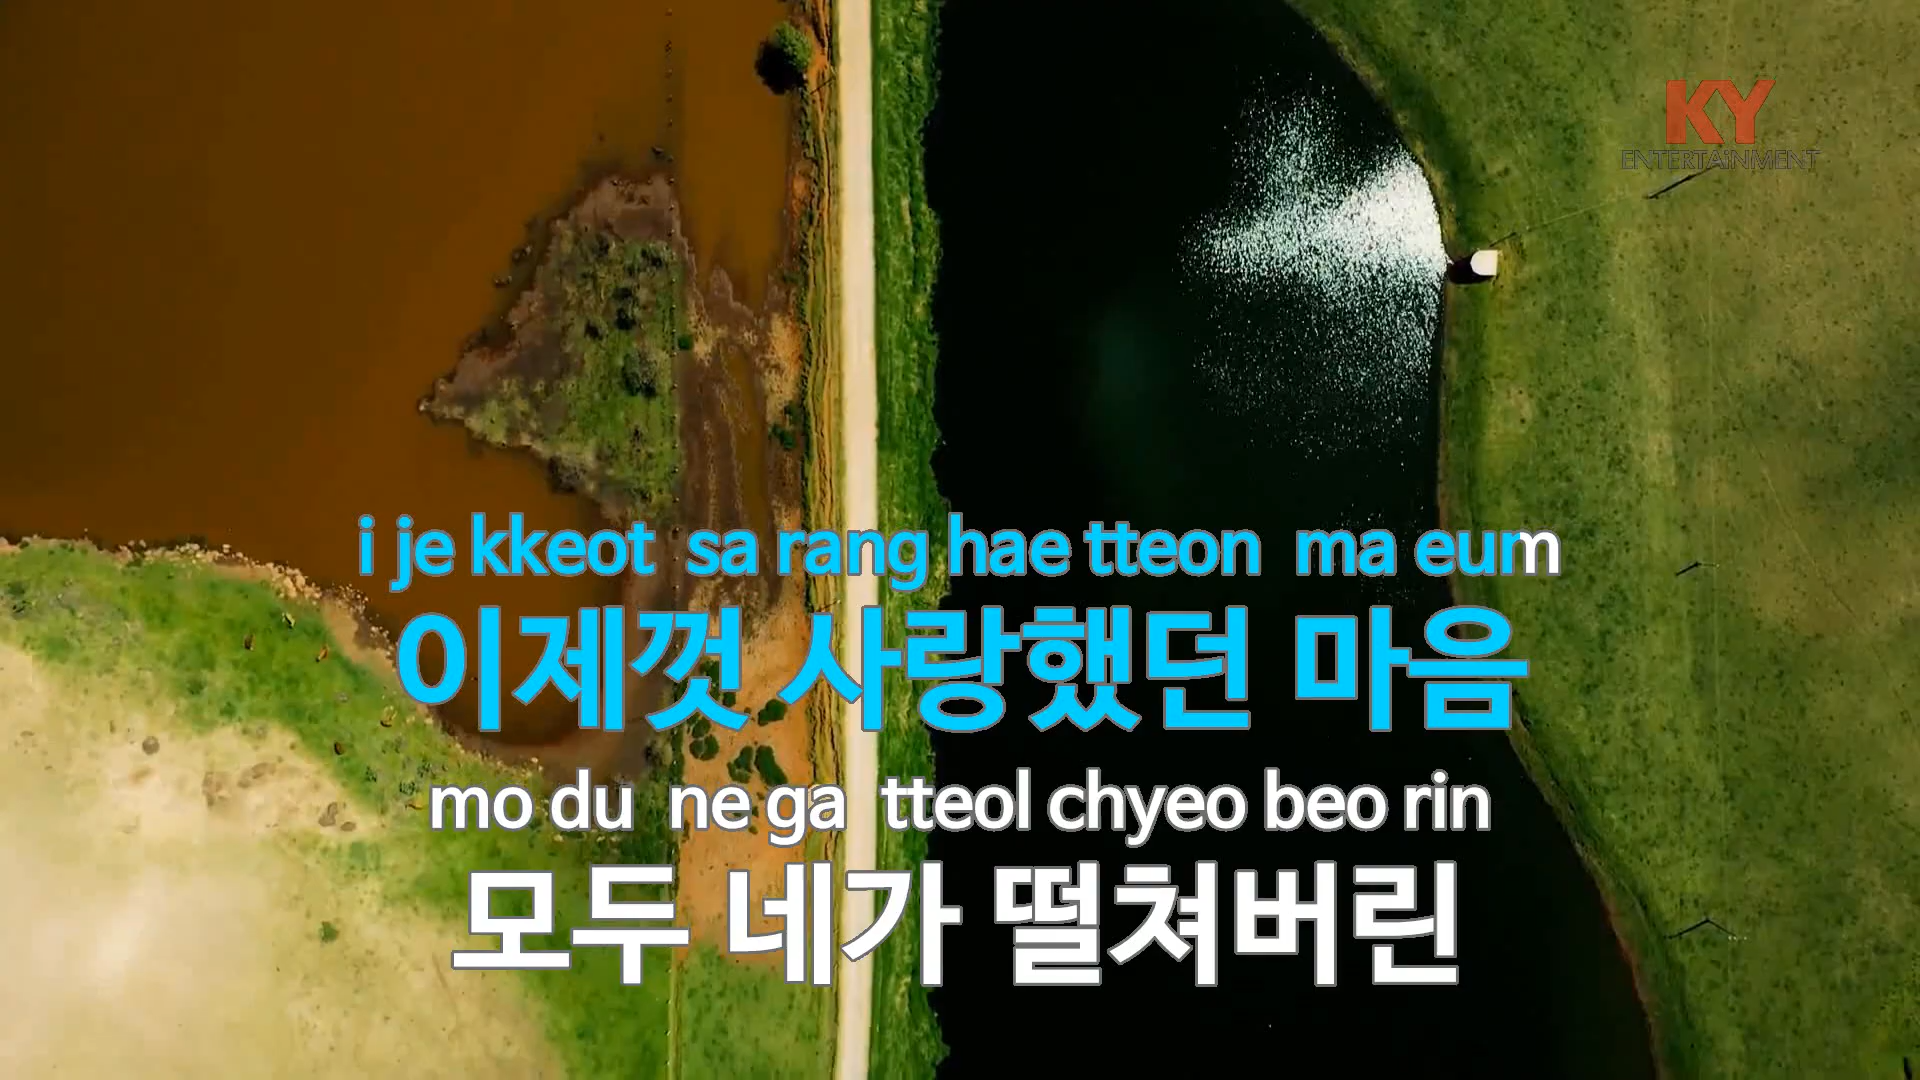 KY
ENTERTAiNMENT
i je kkeot sa rang hae tteon ma eum
이제껏 사랑했던 마음
mo du ne ga tteol chyeo beo rin
모두 네가 떨쳐버린